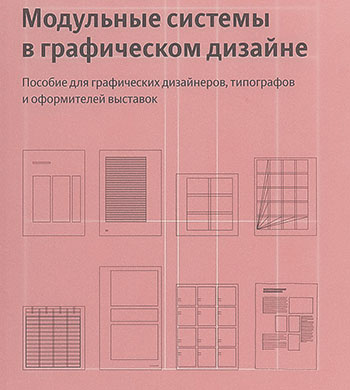 Модульные системы
в графическом дизайне
Пособие для графических дизайнеров, типографов
и оформителей выставок